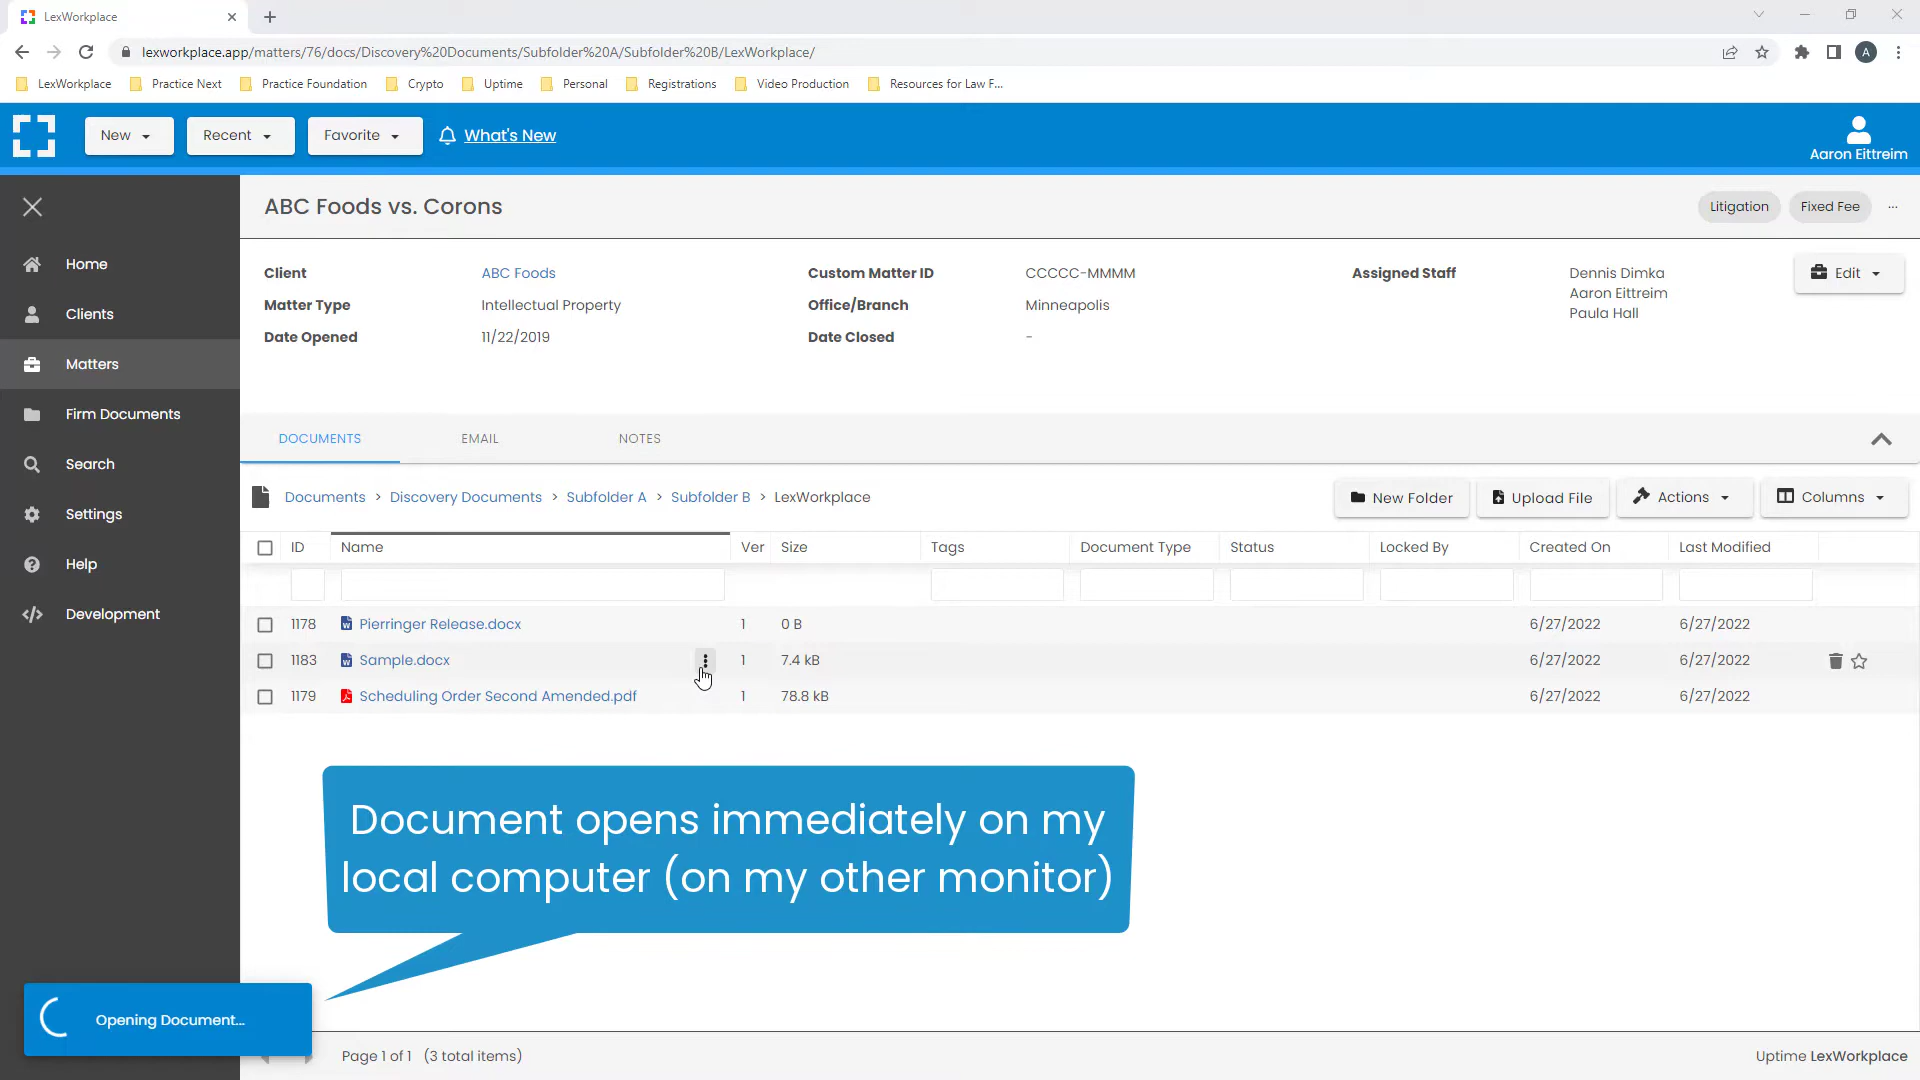 LexWorkplace
lexworkplace.app/matters/76/docs/Discovery%20Documents/Subfolder%20A/Subfolder%20B/LexWorkplace/
A
LexWorkplace Practice Next Practice Foundation Crypto Uptime Personal Registrations Video Production Resources for Law F...
New Recent Favorite What's New
Aaron Eittreim
ABC Foods vs. Corons
Litigation Fixed Fee ...
Home
Clients
Matters
Firm Documents
Search
Settings
Help
Development
Client ABC Foods Custom Matter ID CCCCC-MMMM Assigned Staff Dennis Dimka
Aaron Eittreim
Paula Hall
Edit
Matter Type Intellectual Property Office/Branch Minneapolis
Date Opened 11/22/2019 Date Closed -
DOCUMENTS EMAIL NOTES
Documents > Discovery Documents > Subfolder A > Subfolder B > LexWorkplace
New Folder Upload File Actions Columns
ID Name Ver Size Tags Document Type Status Locked By Created On Last Modified
1178 Pierringer Release.docx 1 0 B 6/27/2022 6/27/2022
1183 Sample.docx 1 7.4 kB 6/27/2022 6/27/2022
1179 Scheduling Order Second Amended.pdf 1 78.8 kB 6/27/2022 6/27/2022
Document opens immediately on my
local computer (on my other monitor)
Opening Document...
Page 1 of 1 (3 total items)
Uptime LexWorkplace